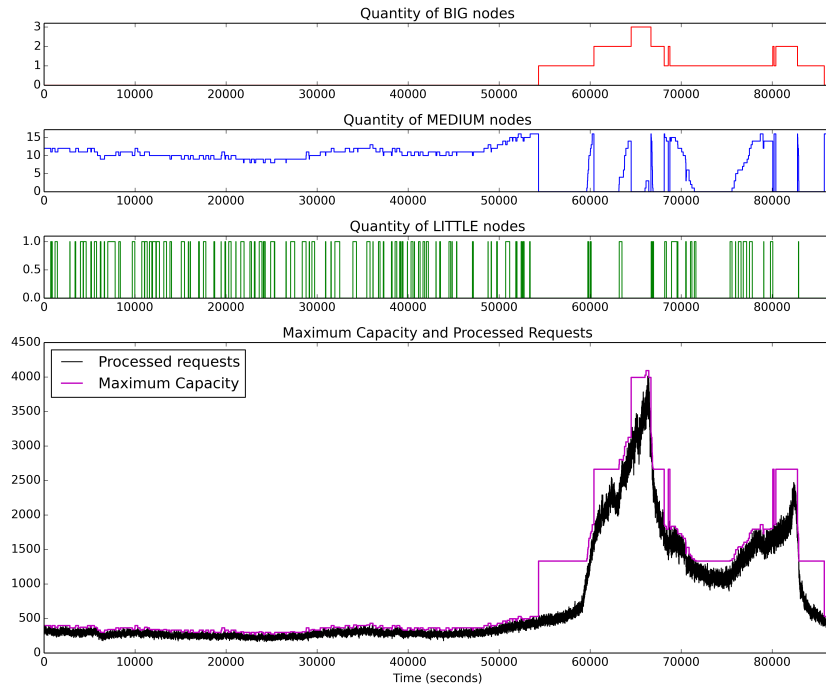 Quantity of BIG nodes
3
2
1
0
0 10000 20000 30000 40000 50000 60000 70000 80000
Quantity of MEDIUM nodes
15
10
5
0
0 10000 20000 30000 40000 50000 60000 70000 80000
Quantity of LITTLE nodes
1.0
0.5
0.0
0 10000 20000 30000 40000 50000 60000 70000 80000
Maximum Capacity and Processed Requests
4500
4000
3500
3000
2500
2000
1500
1000
500
0
Processed requests
Maximum Capacity
0 10000 20000 30000 40000 50000 60000 70000 80000
Time (seconds)